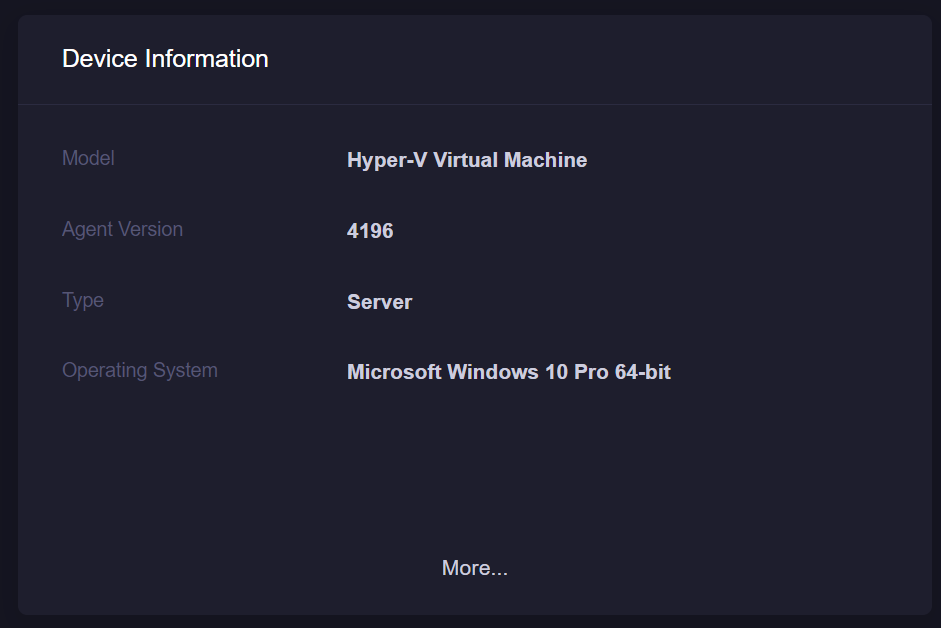 Device Information
Model Hyper-V Virtual Machine
Agent Version 4196
Type Server
Operating System Microsoft Windows 10 Pro 64-bit
More...